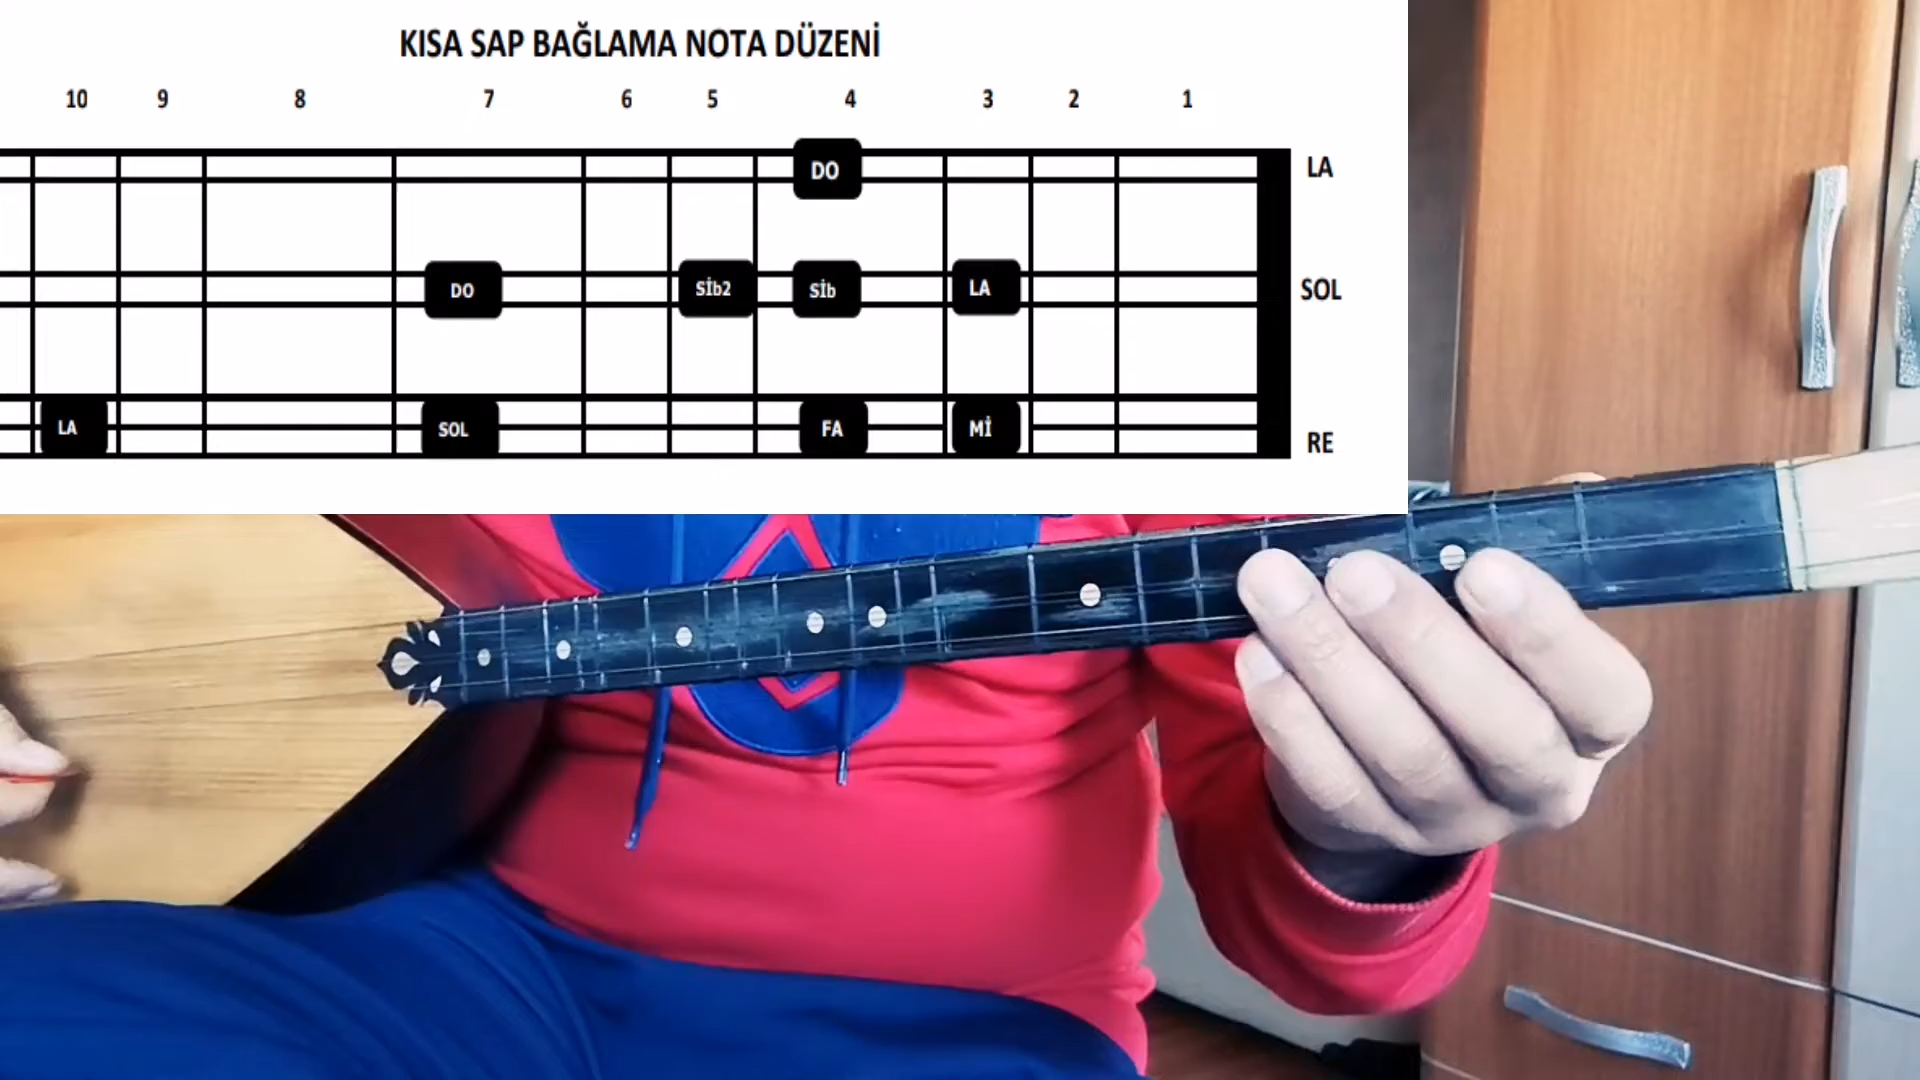 KISA SAP BAĞLAMA NOTA DÜZENİ
10 9 8 7 6 5 4 3 2 1
DO LA
DO Sİb2 Sİb LA SOL
LA SOL FA Mİ RE